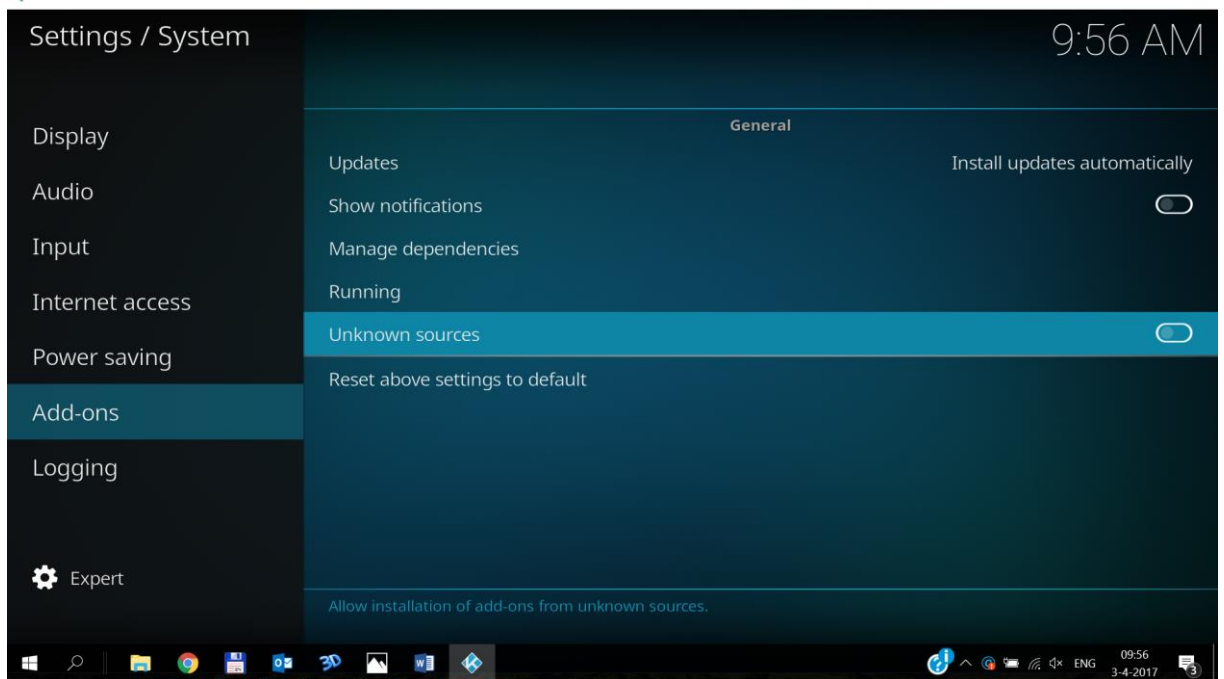 Settings / System
9:56 AM
Display
Audio
Input
Internet access
Power saving
Add-ons
Logging
Expert
General
Updates Install updates automatically
Show notifications
Manage dependencies
Running
Unknown sources
Reset above settings to default
Allow installation of add-ons from unknown sources.
3D
ENG
09:56
3-4-2017
3